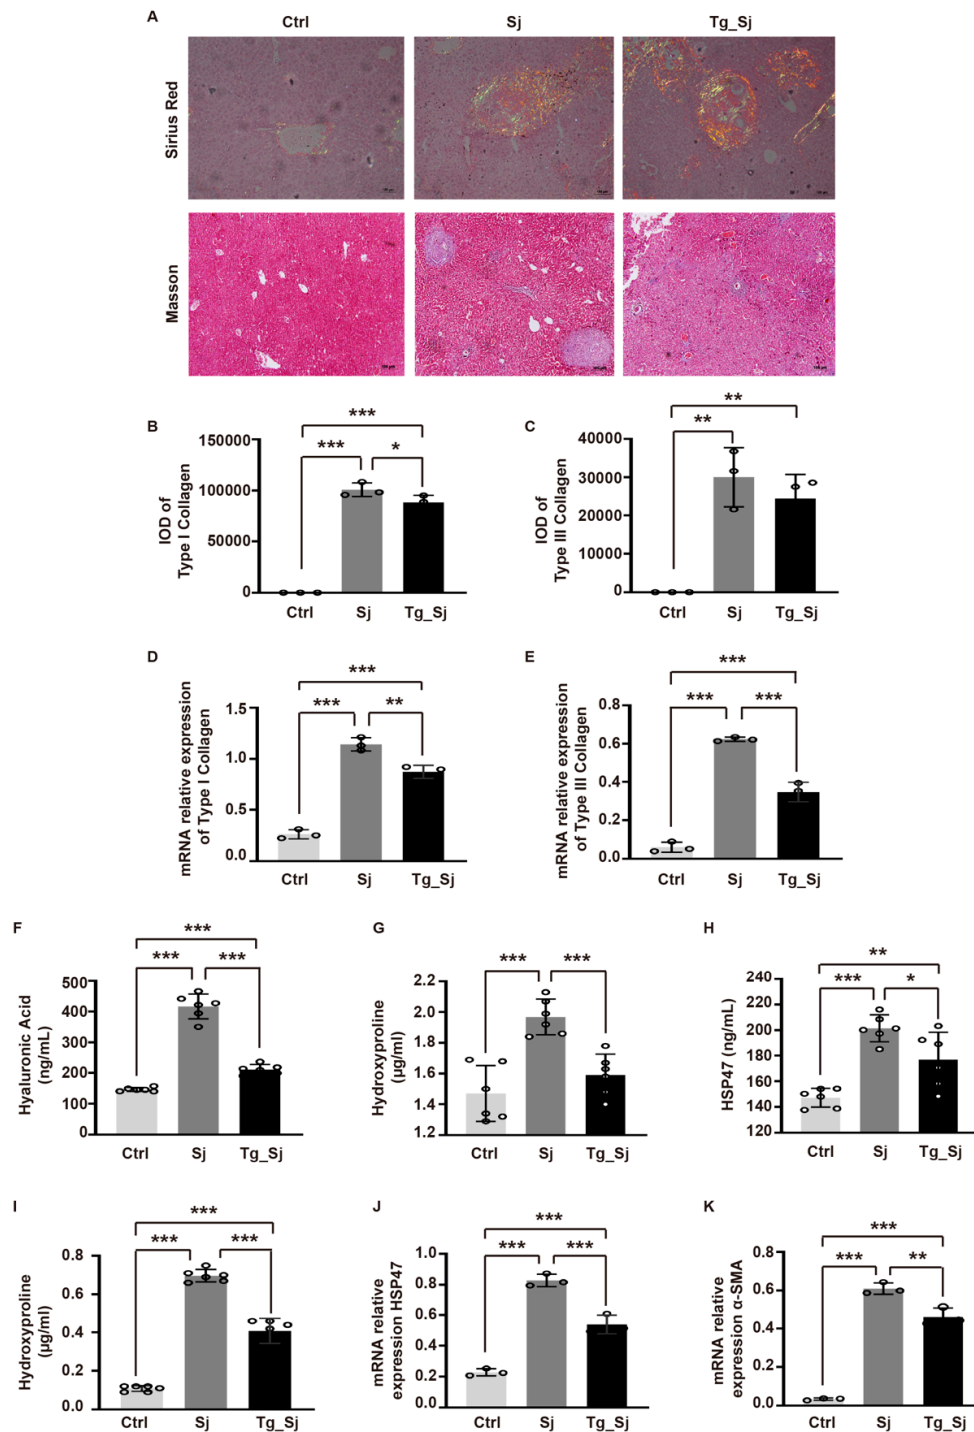 A
Ctrl
Sj
Tg_Sj
Sirius Red
Masson
B
***
***
*
IOD of
Type I Collagen
150000
100000
50000
0
Ctrl
Sj
Tg_Sj
C
**
**
IOD of
Type III Collagen
40000
30000
20000
10000
0
Ctrl
Sj
Tg_Sj
D
***
***
**
mRNA relative expression
of Type I Collagen
1.5
1.0
0.5
0.0
Ctrl
Sj
Tg_Sj
E
***
***
***
mRNA relative expression
of Type III Collagen
0.8
0.6
0.4
0.2
0.0
Ctrl
Sj
Tg_Sj
F
***
***
***
Hyaluronic Acid
(ng/mL)
500
400
300
200
100
0
Ctrl
Sj
Tg_Sj
G
***
***
Hydroxyproline
(μg/ml)
2.2
2.0
1.8
1.6
1.4
1.2
Ctrl
Sj
Tg_Sj
H
**
***
*
HSP47 (ng/mL)
240
220
200
180
160
140
120
Ctrl
Sj
Tg_Sj
I
***
***
***
Hydroxyproline
(μg/ml)
0.8
0.6
0.4
0.2
0.0
Ctrl
Sj
Tg_Sj
J
***
***
***
mRNA relative
expression HSP47
1.0
0.8
0.6
0.4
0.2
0.0
Ctrl
Sj
Tg_Sj
K
***
***
**
mRNA relative
expression α-SMA
0.8
0.6
0.4
0.2
0.0
Ctrl
Sj
Tg_Sj